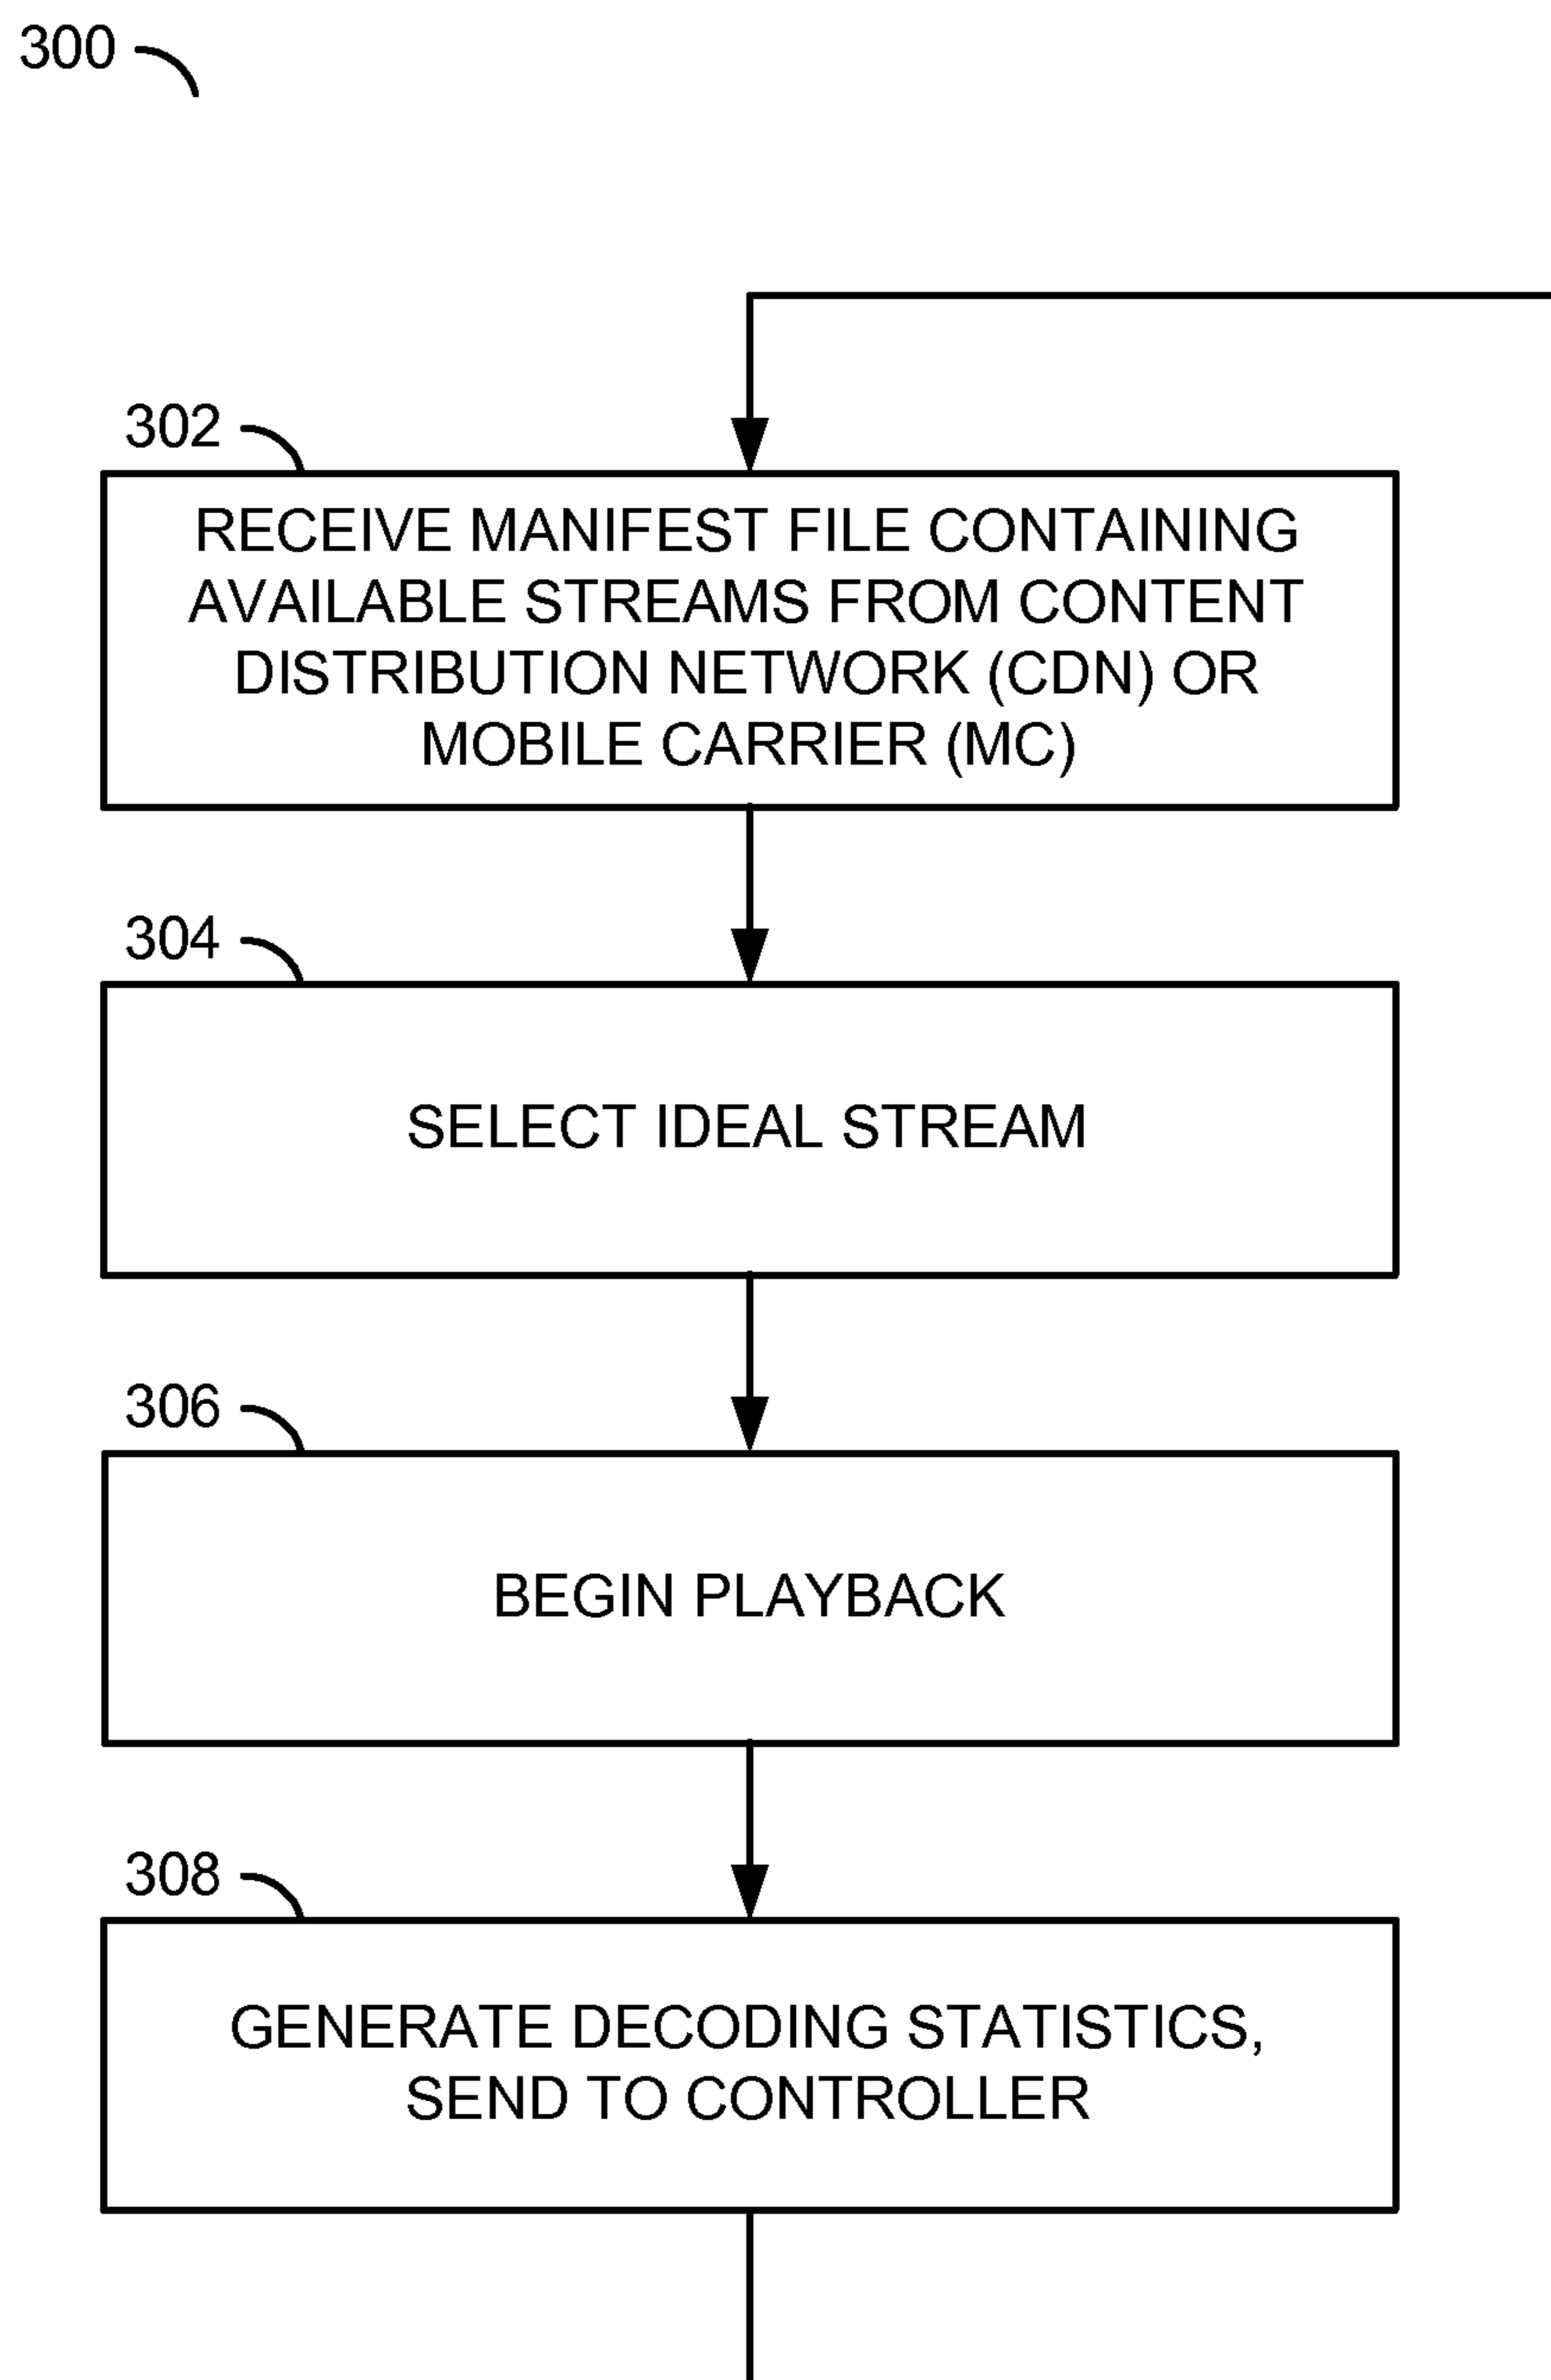 300
302
RECEIVE MANIFEST FILE CONTAINING
AVAILABLE STREAMS FROM CONTENT
DISTRIBUTION NETWORK (CDN) OR
MOBILE CARRIER (MC)
304
SELECT IDEAL STREAM
306
BEGIN PLAYBACK
308
GENERATE DECODING STATISTICS,
SEND TO CONTROLLER